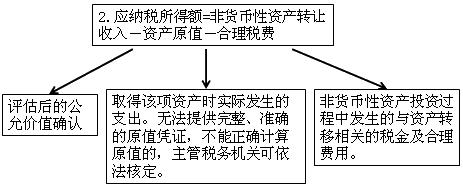 2.应纳税所得额=非货币性资产转让
收入－资产原值－合理税费
评估后的公
允价值确认
取得该项资产时实际发生的
支出。无法提供完整、准确
的原值凭证，不能正确计算
原值的，主管税务机关可依
法核定。
非货币性资产投资过
程中发生的与资产转
移相关的税金及合理
费用。